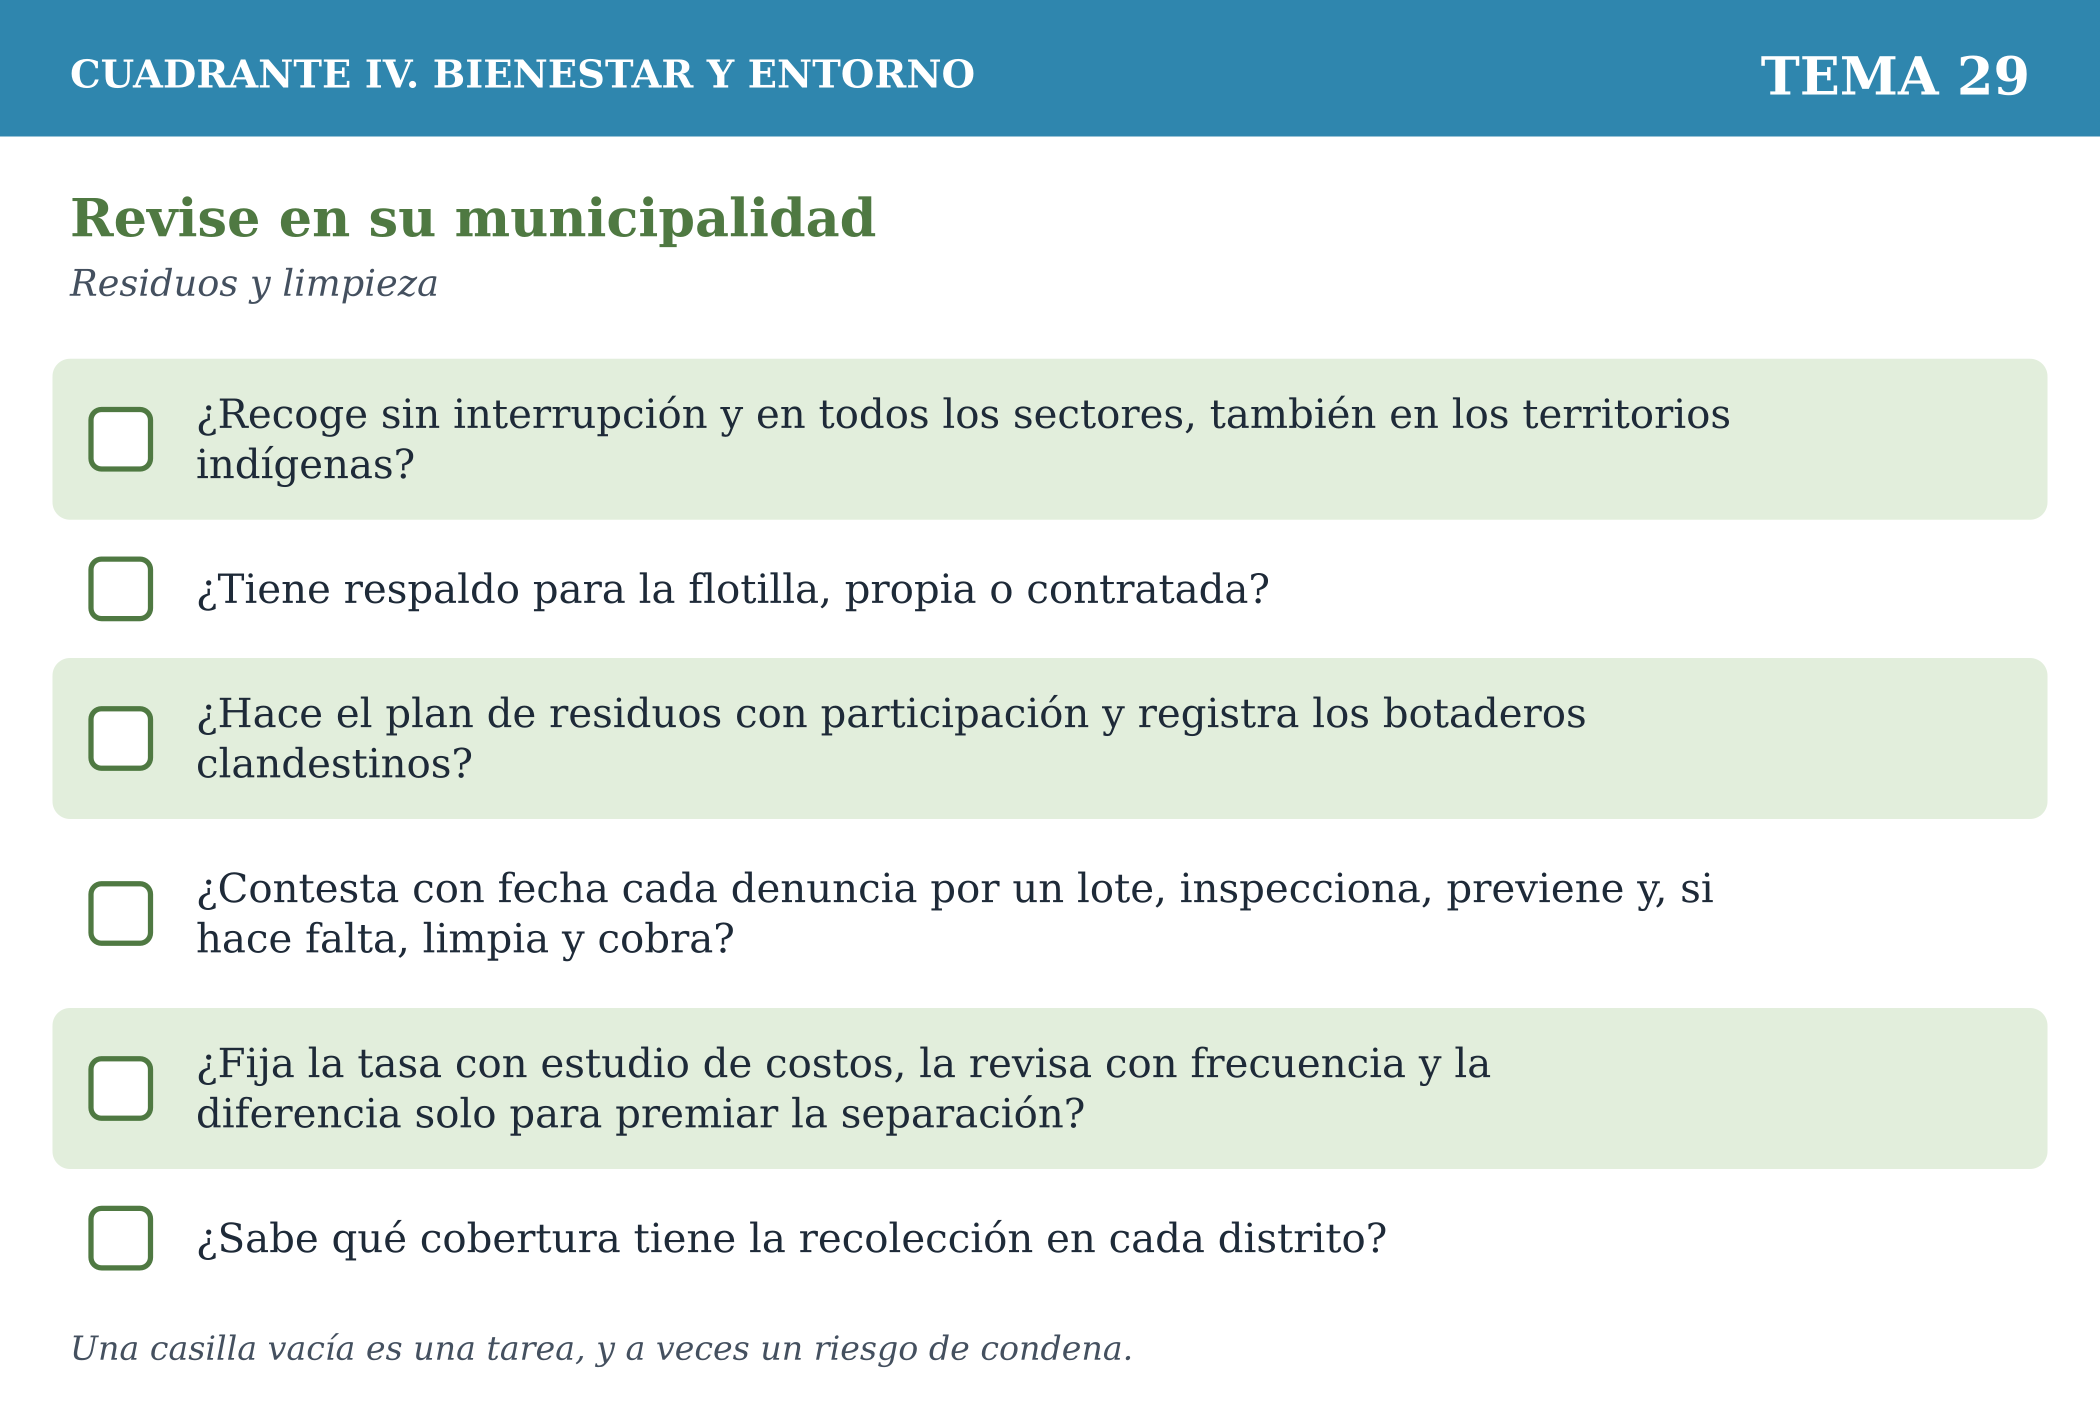 CUADRANTE IV. BIENESTAR Y ENTORNO
TEMA 29
Revise en su municipalidad
Residuos y limpieza
¿Recoge sin interrupción y en todos los sectores, también en los territorios
indígenas?
¿Tiene respaldo para la flotilla, propia o contratada?
¿Hace el plan de residuos con participación y registra los botaderos
clandestinos?
¿Contesta con fecha cada denuncia por un lote, inspecciona, previene y, si
hace falta, limpia y cobra?
¿Fija la tasa con estudio de costos, la revisa con frecuencia y la
diferencia solo para premiar la separación?
¿Sabe qué cobertura tiene la recolección en cada distrito?
Una casilla vacía es una tarea, y a veces un riesgo de condena.